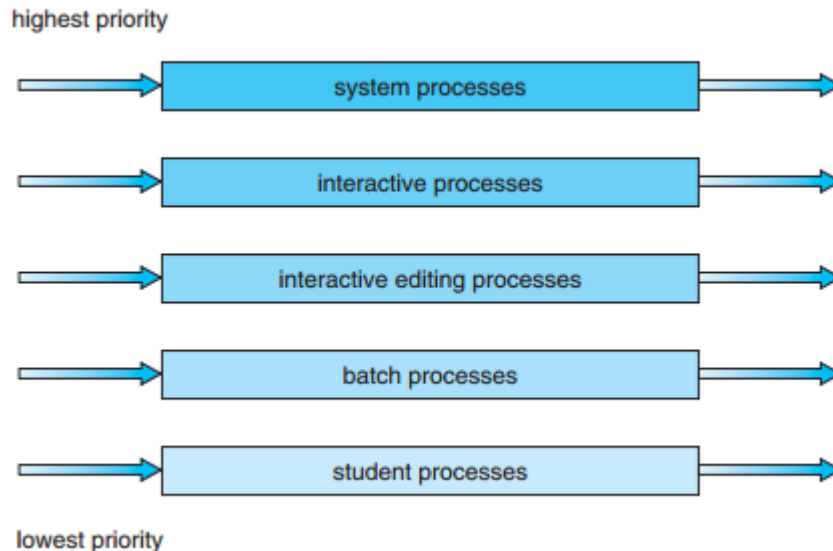 highest priority
system processes
interactive processes
interactive editing processes
batch processes
student processes
lowest priority